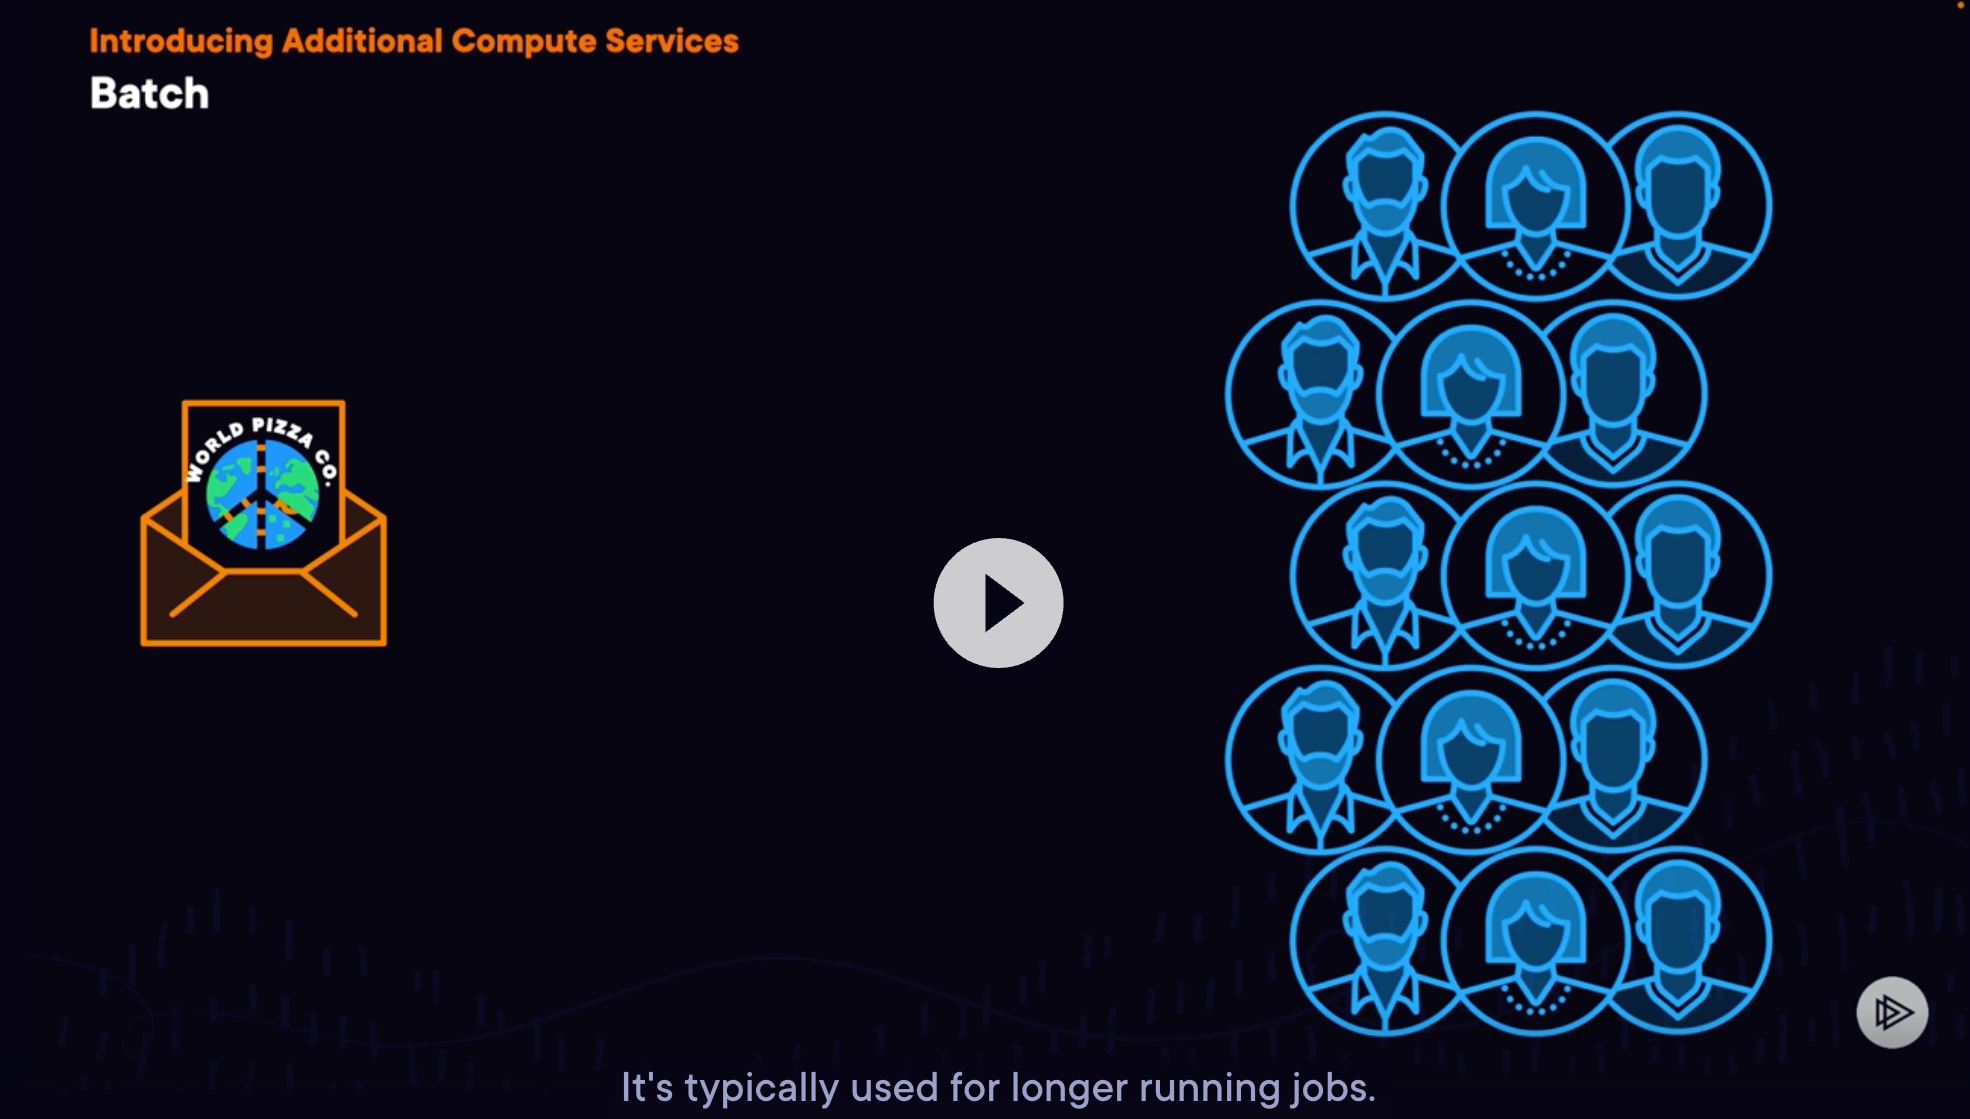 Introducing Additional Compute Services
Batch
WORLD PIZZA CO.
It's typically used for longer running jobs.